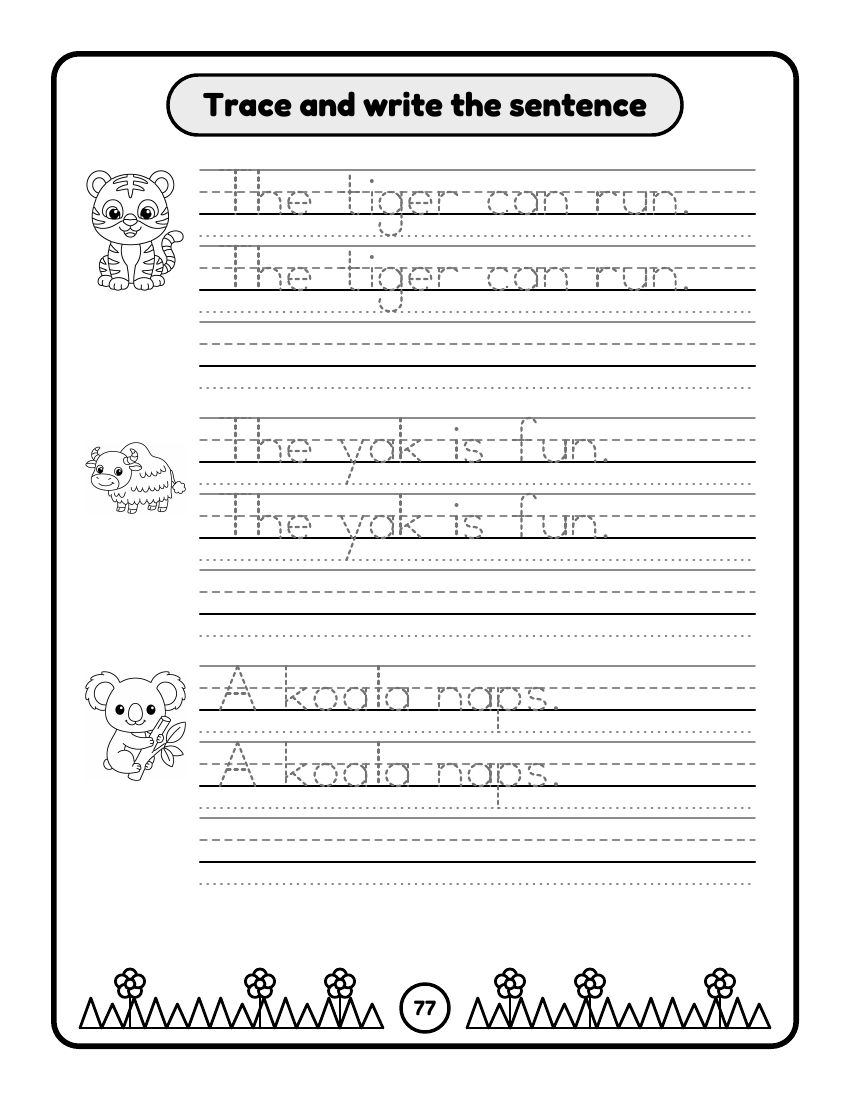 Trace and write the sentence
The tiger can run.
The tiger can run.
The yak is fun.
The yak is fun.
A koala naps.
A koala naps.
77